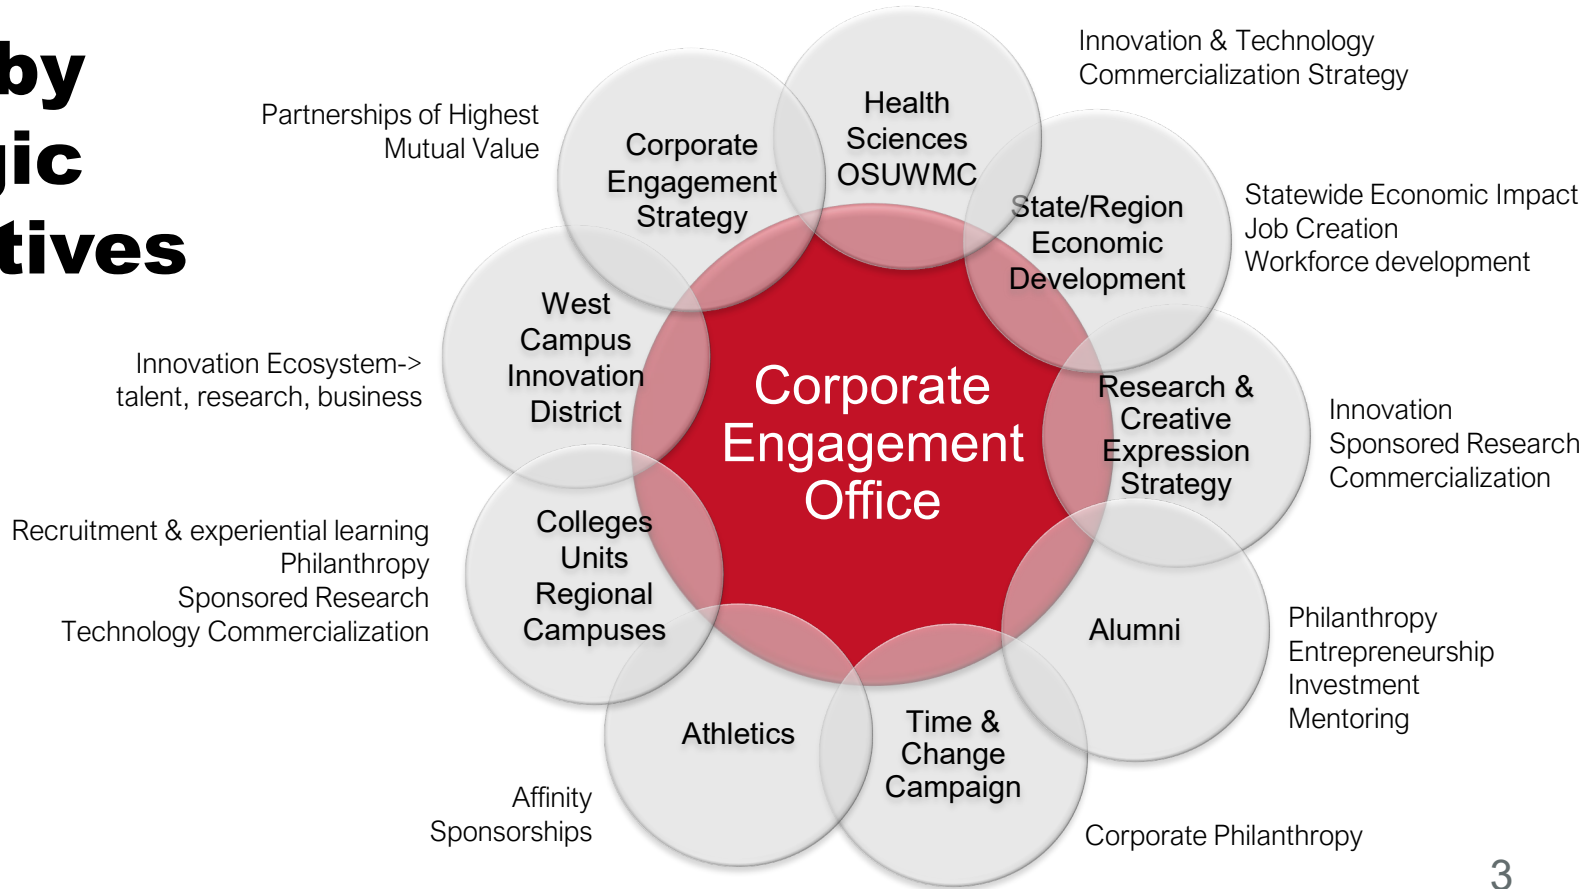 by
gic
tives
Partnerships of Highest
Mutual Value
Corporate
Engagement
Strategy
Health
Sciences
OSUWMC
Innovation & Technology
Commercialization Strategy
State/Region
Economic
Development
Statewide Economic Impact
Job Creation
Workforce development
West
Campus
Innovation
District
Innovation Ecosystem->
talent, research, business
Corporate
Engagement
Office
Research &
Creative
Expression
Strategy
Innovation
Sponsored Research
Commercialization
Colleges
Units
Regional
Campuses
Recruitment & experiential learning
Philanthropy
Sponsored Research
Technology Commercialization
Alumni
Philanthropy
Entrepreneurship
Investment
Mentoring
Athletics
Affinity
Sponsorships
Time &
Change
Campaign
Corporate Philanthropy
3